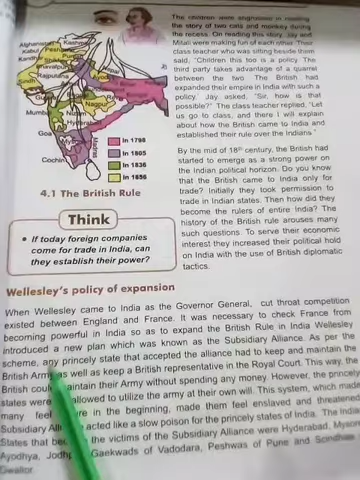 The children were engrossed in reading
the story of two cats and monkey during
the recess. On reading this story, Jay and
Mitali were making fun of each other. Their
class teacher who was sitting beside them
said, "Children this too is a policy. The
third party takes advantage of a quarrel
between the two. The British had
expanded their empire in India with such a
policy. Jay asked. "Sir, how is that
possible?" The class teacher replied, "Let
us go to class, and there I will explain
about how the British came to India and
established their rule over the Indians."
By the mid of 18th century, the British had
started to emerge as a strong power on
the Indian political horizon. Do you know
that the British came to India only for
trade? Initially they took permission to
trade in Indian states. Then how did they
become the rulers of entire India? The
history of the British rule arouses many
such questions. To serve their economic
interest they increased their political hold
on India with the use of British diplomatic
tactics.
Afghanistan
Kashmir
Kabul
Peshawar
Rajputana
Nagpur
Mumbai
Nizam
Hyderabad
Goa
Cochin
In 1798
In 1805
In 1836
In 1856
4.1 The British Rule
Think
• If today foreign companies
come for trade in India, can
they establish their power?
Wellesley's policy of expansion
When Wellesley came to India as the Governor General, cut throat competition
existed between England and France. It was necessary to check France from
becoming powerful in India so as to expand the British Rule in India Wellesley
introduced a new plan which was known as the Subsidiary Alliance. As per the
scheme, any princely state that accepted the alliance had to keep and maintain the
British Army as well as keep a British representative in the Royal Court. This way, the
British could maintain their Army without spending any money. However, the princely
states were allowed to utilize the army at their own will. This system, which made
many feel in the beginning, made them feel enslaved and threatened
Subsidiary acted like a slow poison for the princely states of India. The India
States that the victims of the Subsidiary Alliance were Hyderabad, Mysore
Ayodhya, Gaekwads of Vadodara, Peshwas of Pune and Scindhias
Gwalior.